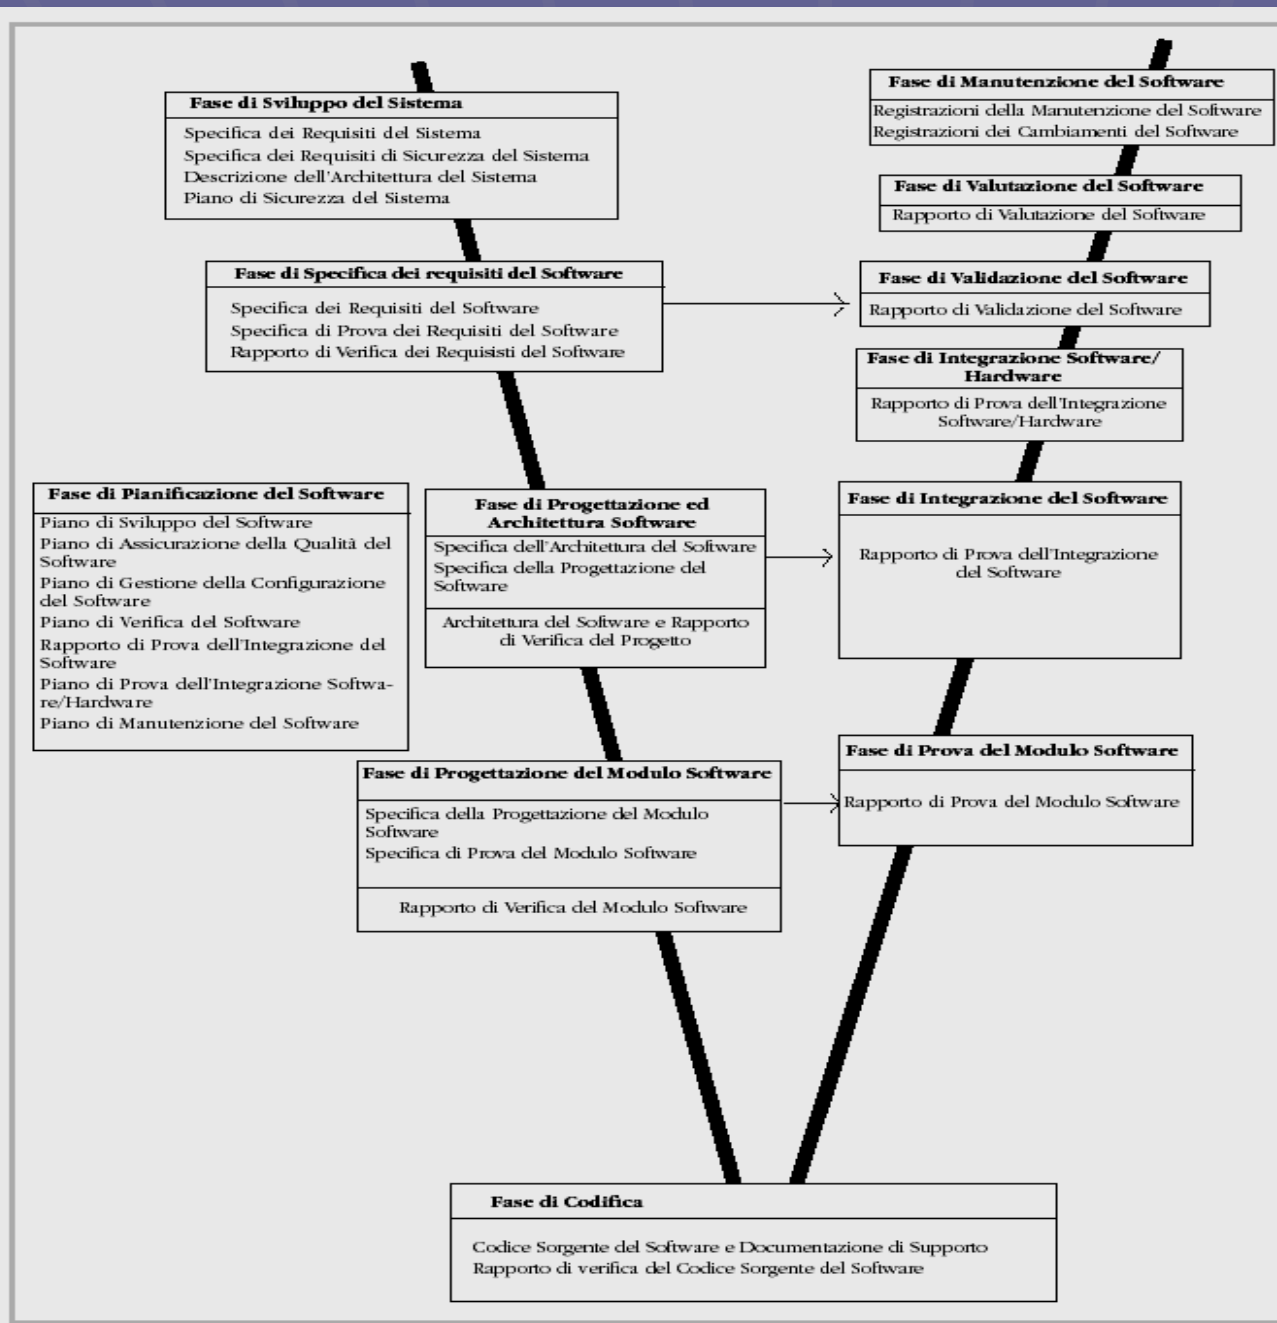 Fase di Sviluppo del Sistema
Specifica dei Requisiti del Sistema
Specifica dei Requisiti di Sicurezza del Sistema
Descrizione dell'Architettura del Sistema
Piano di Sicurezza del Sistema
Fase di Specifica dei requisiti del Software
Specifica dei Requisiti del Software
Specifica di Prova dei Requisiti del Software
Rapporto di Verifica dei Requisisti del Software
Fase di Pianificazione del Software
Piano di Sviluppo del Software
Piano di Assicurazione della Qualità del
Software
Piano di Gestione della Configurazione
del Software
Piano di Verifica del Software
Rapporto di Prova dell'Integrazione del
Software
Piano di Prova dell'Integrazione Softwa-
re/Hardware
Piano di Manutenzione del Software
Fase di Progettazione ed
Architettura Software
Specifica dell'Architettura del Software
Specifica della Progettazione del
Software
Architettura del Software e Rapporto
di Verifica del Progetto
Fase di Progettazione del Modulo Software
Specifica della Progettazione del Modulo
Software
Specifica di Prova del Modulo Software
Rapporto di Verifica del Modulo Software
Fase di Codifica
Codice Sorgente del Software e Documentazione di Supporto
Rapporto di verifica del Codice Sorgente del Software
Fase di Manutenzione del Software
Registrazioni della Manutenzione del Software
Registrazioni dei Cambiamenti del Software
Fase di Valutazione del Software
Rapporto di Valutazione del Software
Fase di Validazione del Software
Rapporto di Validazione del Software
Fase di Integrazione Software/
Hardware
Rapporto di Prova dell'Integrazione
Software/Hardware
Fase di Integrazione del Software
Rapporto di Prova dell'Integrazione
del Software
Fase di Prova del Modulo Software
Rapporto di Prova del Modulo Software